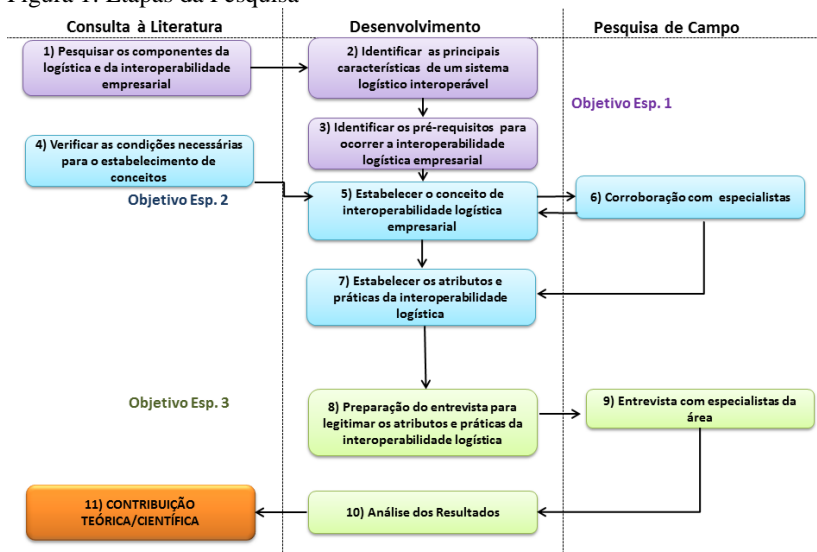 Figura 1: Etapas da Pesquisa
Consulta à Literatura
Desenvolvimento
Pesquisa de Campo
1) Pesquisar os componentes da
logística e da interoperabilidade
empresarial
2) Identificar as principais
características de um sistema
logístico interoperável
Objetivo Esp. 1
3) Identificar os pré-requisitos para
ocorrer a interoperabilidade
logística empresarial
4) Verificar as condições necessárias
para o estabelecimento de
conceitos
Objetivo Esp. 2
5) Estabelecer o conceito de
interoperabilidade logística
empresarial
6) Corroboração com especialistas
7) Estabelecer os atributos e
práticas da interoperabilidade
logística
Objetivo Esp. 3
8) Preparação do entrevista para
legitimar os atributos e práticas da
interoperabilidade logística
9) Entrevista com especialistas da
área
10) Análise dos Resultados
11) CONTRIBUIÇÃO
TEÓRICA/CIENTÍFICA